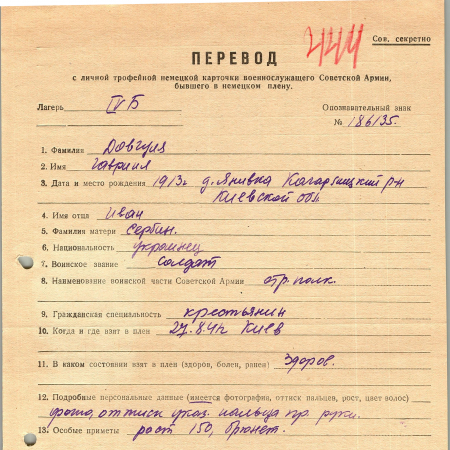 444
Сов. секретно
ПЕРЕВОД
с личной трофейной немецкой карточки военнослужащего Советской Армии,
бывшего в немецком плену.
Лагерь IV Б
Опознавательный знак
№ 186135.
1. Фамилия Довгуля
2. Имя Гавриил
3. Дата и место рождения 1913г д. Янивка Кагарлицкий р-н
Киевской обл.
4. Имя отца Иван
5. Фамилия матери Сербин.
6. Национальность украинец
7. Воинское звание солдат
8. Наименование воинской части Советской Армии стр. полк.
9. Гражданская специальность крестьянин
10. Когда и где взят в плен 27.8.41г Киев
11. В каком состоянии взят в плен (здоров, болен, ранен) Здоров.
12. Подробные персональные данные (имеется фотография, оттиск пальцев, рост, цвет волос)
фото, оттиск указ. пальца пр. руки.
13. Особые приметы рост 150, брюнет.